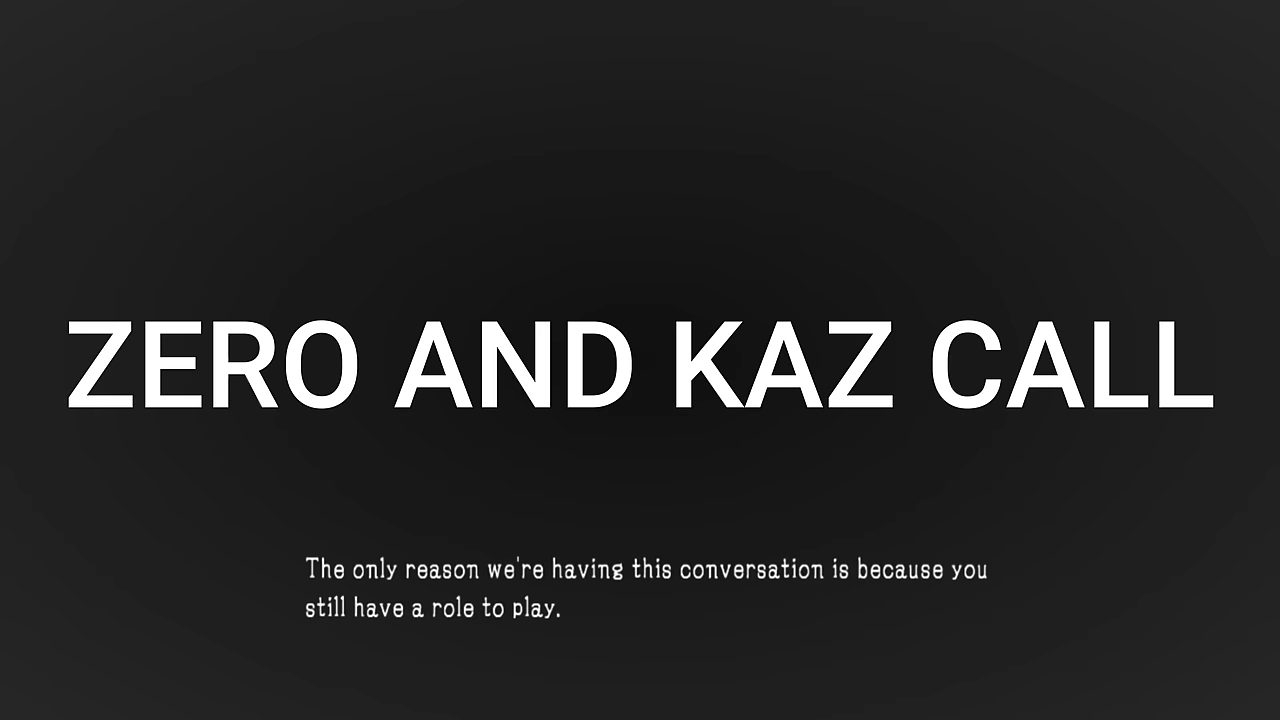 ZERO AND KAZ CALL
The only reason we're having this conversation is because you
still have a role to play.